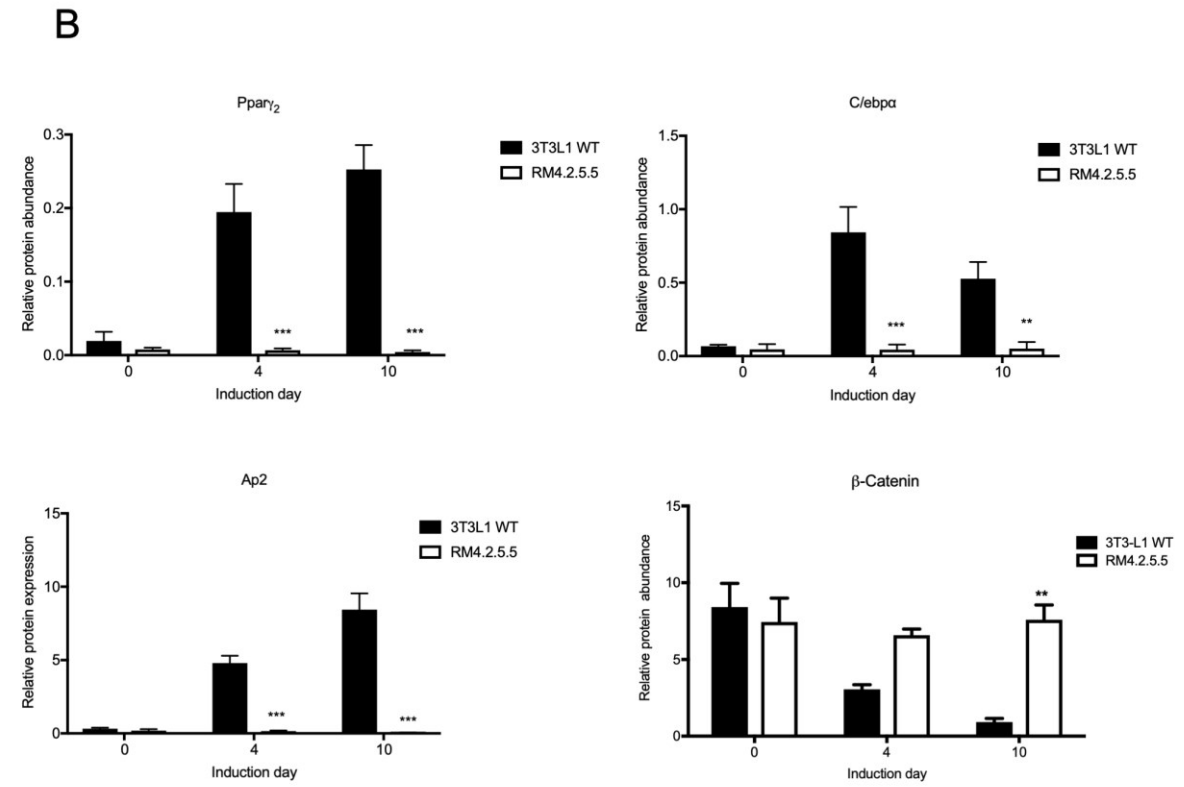 B
Pparγ2
Relative protein abundance
0.3
0.2
0.1
0.0
***
***
0 4 10
Induction day
3T3L1 WT
RM4.2.5.5
C/ebpα
Relative protein abundance
1.5
1.0
0.5
0.0
***
**
0 4 10
Induction day
3T3L1 WT
RM4.2.5.5
Ap2
Relative protein expression
15
10
5
0
***
***
0 4 10
Induction day
3T3L1 WT
RM4.2.5.5
β-Catenin
Relative protein abundance
15
10
5
0
**
0 4 10
Induction day
3T3-L1 WT
RM4.2.5.5